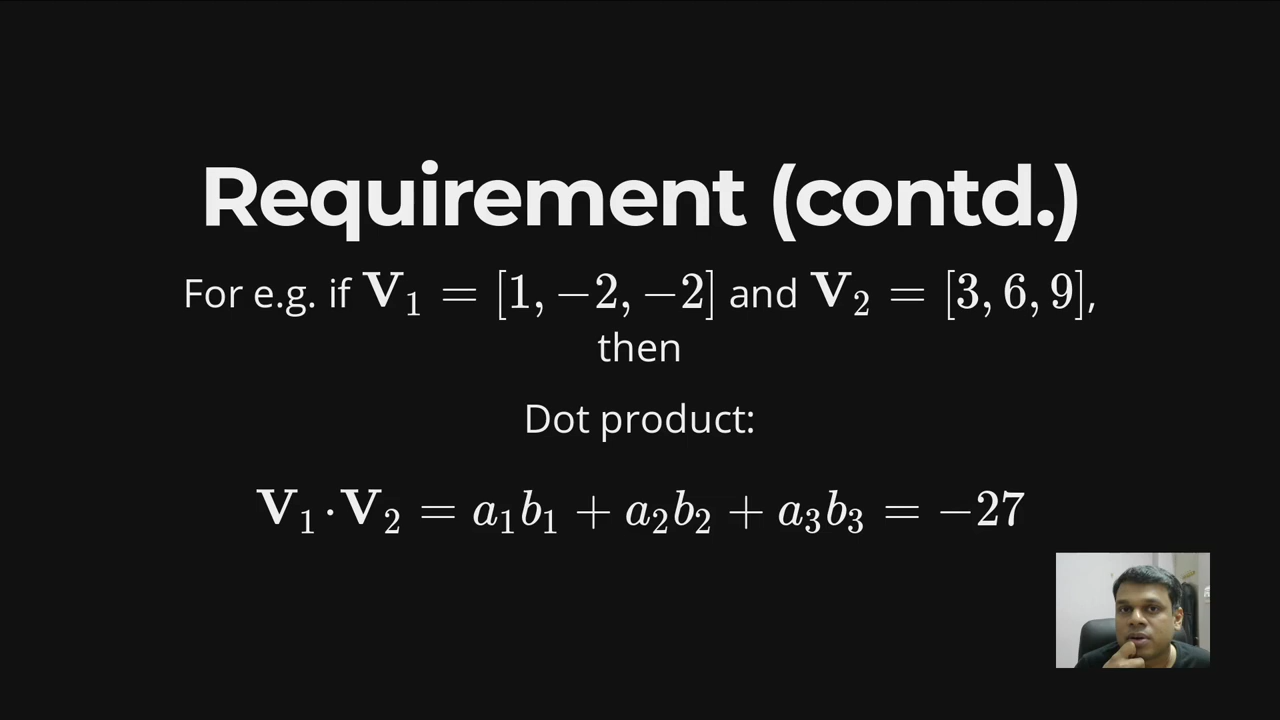 Requirement (contd.)
For e.g. if V₁ = [1, −2, −2] and V₂ = [3, 6, 9],
then
Dot product:
V₁·V₂ = a₁b₁ + a₂b₂ + a₃b₃ = −27